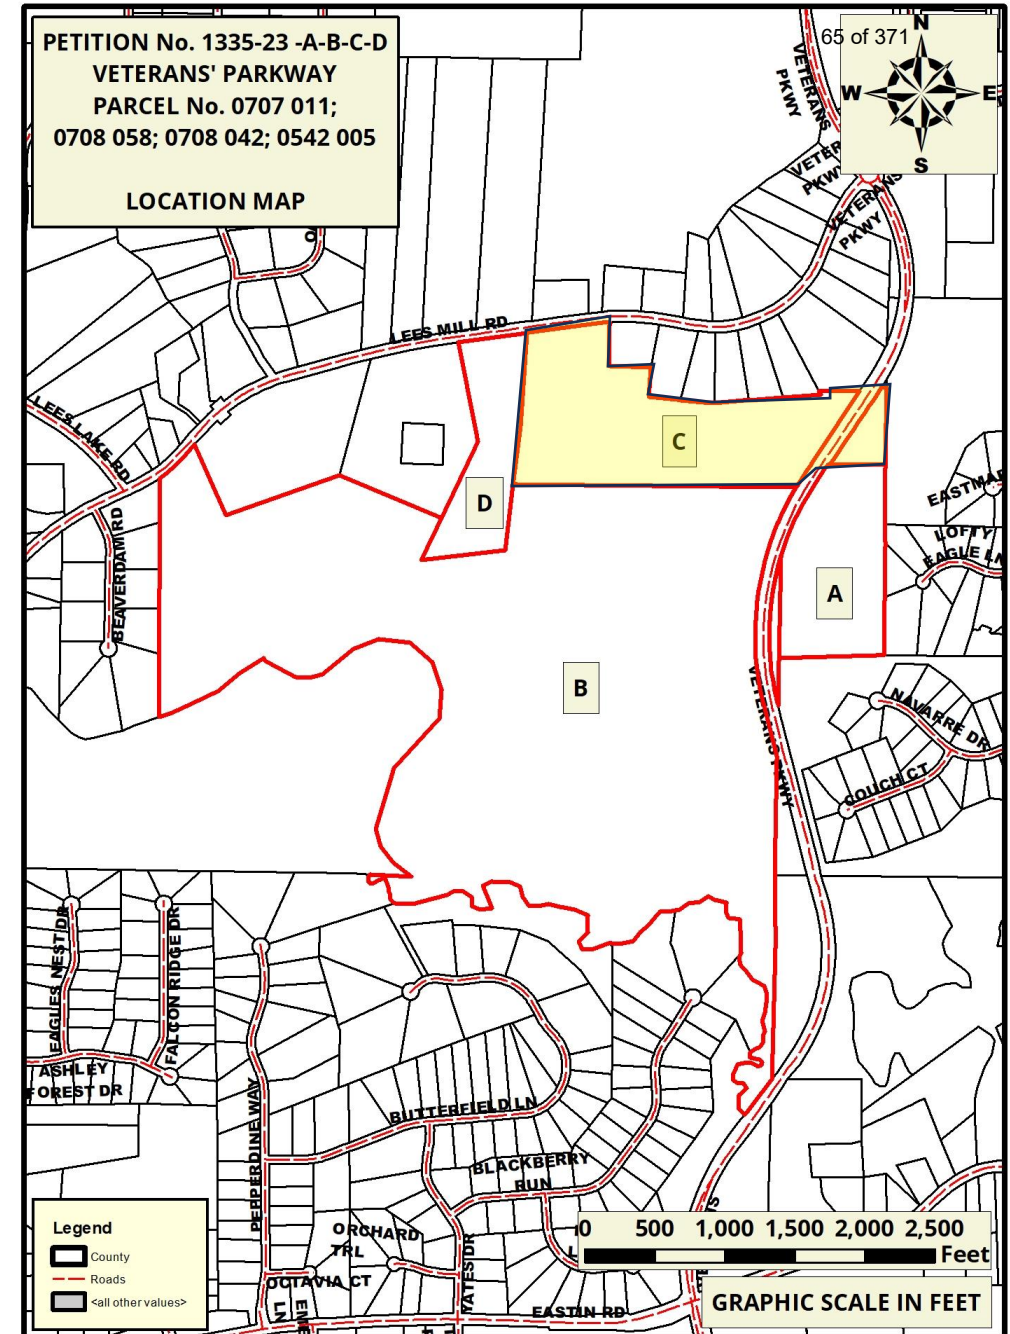 PETITION No. 1335-23 -A-B-C-D
VETERANS' PARKWAY
PARCEL No. 0707 011;
0708 058; 0708 042; 0542 005
LOCATION MAP
65 of 371
N
W
E
S
VETERANS
PKWY
PKWY
VETERANS
PKWY
LEES MILL RD
LEES LAKE RD
BEAVERDAM RD
C
D
A
B
EASTMAR
LOFTY
EAGLE LN
NAVARRE DR
COUCH CT
VETERANS PKWY
EAGLES NEST DR
FALCON RIDGE DR
ASHLEY
FOREST DR
PEPPERDINE WAY
BUTTERFIELD LN
BLACKBERRY
RUN
ORCHARD
TRL
OCTAVIA CT
YATES DR
LN
EASTIN RD
Legend
County
Roads
<all other values>
0 500 1,000 1,500 2,000 2,500
Feet
GRAPHIC SCALE IN FEET